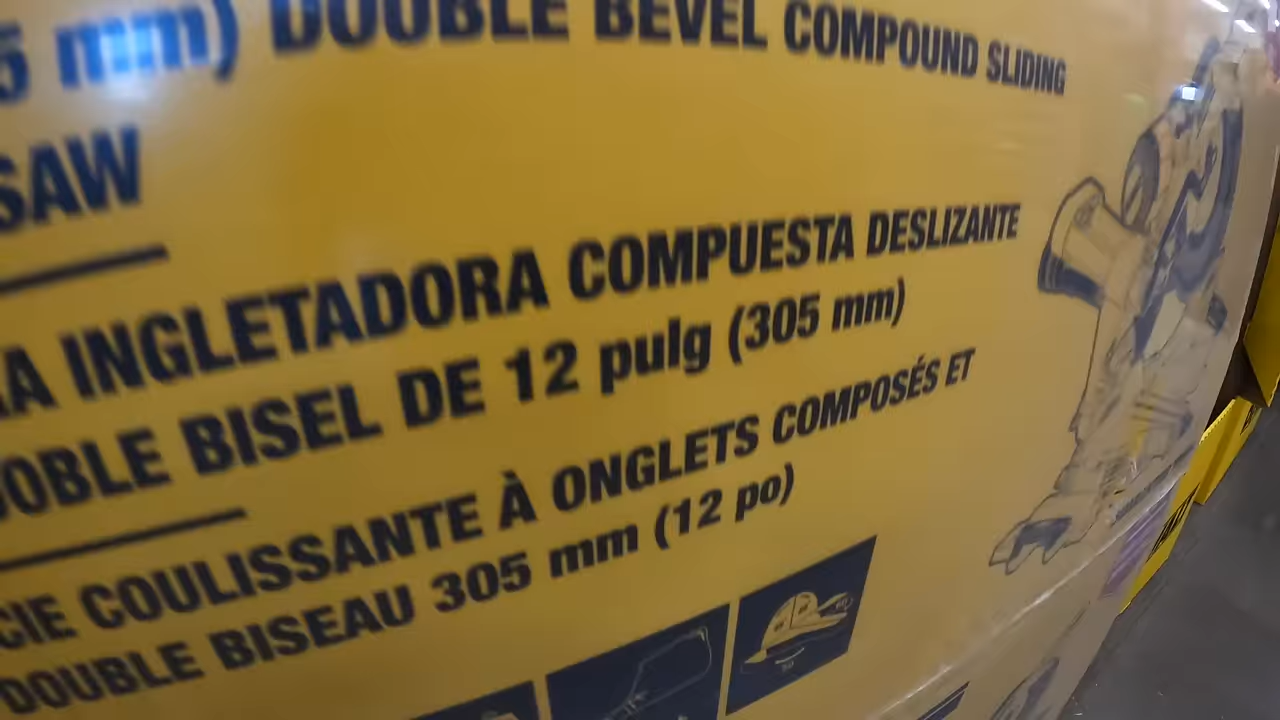 5 mm) DOUBLE BEVEL COMPOUND SLIDING
SAW
INGLETADORA COMPUESTA DESLIZANTE
DOBLE BISEL DE 12 pulg (305 mm)
SCIE COULISSANTE À ONGLETS COMPOSÉS ET
DOUBLE BISEAU 305 mm (12 po)